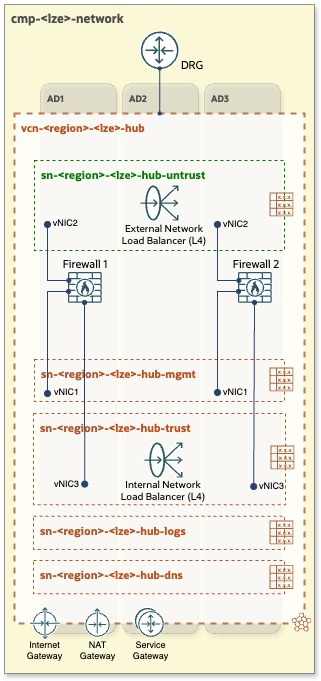 cmp-<lze>-network
DRG
AD1
AD2
AD3
vcn-<region>-<lze>-hub
sn-<region>-<lze>-hub-untrust
vNIC2
vNIC2
External Network
Load Balancer (L4)
Firewall 1
Firewall 2
sn-<region>-<lze>-hub-mgmt
vNIC1
vNIC1
sn-<region>-<lze>-hub-trust
vNIC3
Internal Network
Load Balancer (L4)
vNIC3
sn-<region>-<lze>-hub-logs
sn-<region>-<lze>-hub-dns
Internet
Gateway
NAT
Gateway
Service
Gateway